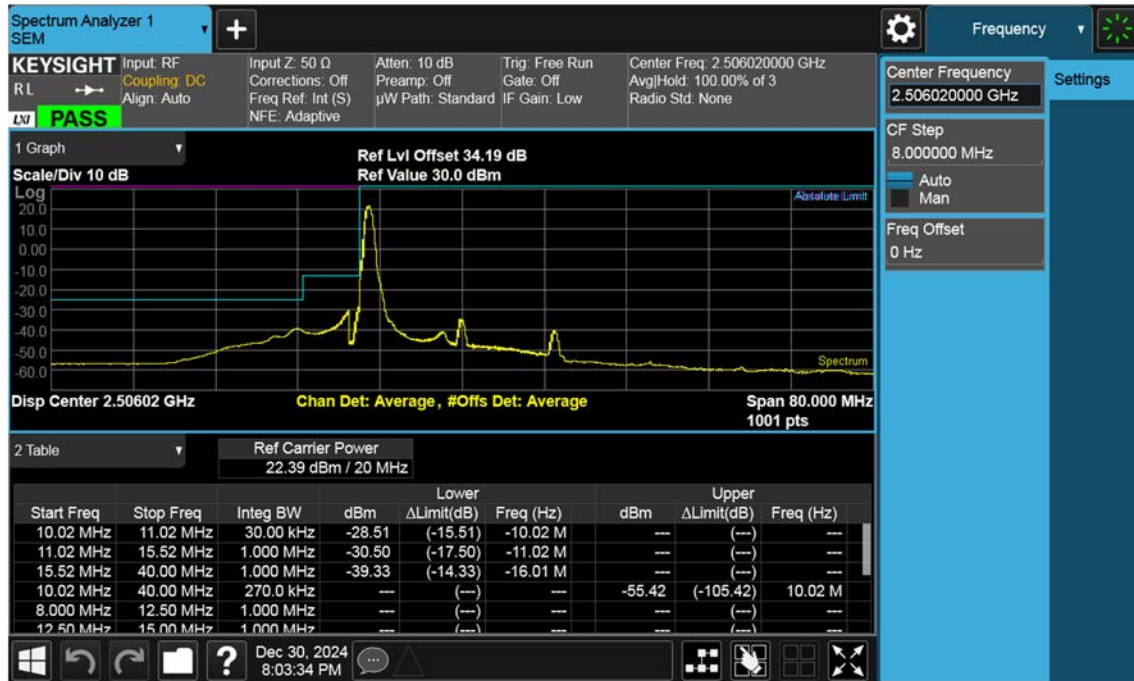 Spectrum Analyzer 1
SEM
Frequency
KEYSIGHT
R L
LXI PASS
Input: RF
Coupling: DC
Align: Auto
Input Z: 50 Ω
Corrections: Off
Freq Ref: Int (S)
NFE: Adaptive
Atten: 10 dB
Preamp: Off
µW Path: Standard
Trig: Free Run
Gate: Off
IF Gain: Low
Center Freq: 2.506020000 GHz
Avg|Hold: 100.00% of 3
Radio Std: None
Center Frequency
2.506020000 GHz
Settings
CF Step
8.000000 MHz
Auto
Man
Freq Offset
0 Hz
1 Graph
Scale/Div 10 dB
Ref Lvl Offset 34.19 dB
Ref Value 30.0 dBm
Log
Absolute Limit
20.0
10.0
0.00
-10.0
-20.0
-30.0
-40.0
-50.0
-60.0
Spectrum
Disp Center 2.50602 GHz
Chan Det: Average, #Offs Det: Average
Span 80.000 MHz
1001 pts
2 Table
Ref Carrier Power
22.39 dBm / 20 MHz
Lower Upper
Start Freq Stop Freq Integ BW dBm ΔLimit(dB) Freq (Hz) dBm ΔLimit(dB) Freq (Hz)
10.02 MHz 11.02 MHz 30.00 kHz -28.51 (-15.51) -10.02 M --- (---) ---
11.02 MHz 15.52 MHz 1.000 MHz -30.50 (-17.50) -11.02 M --- (---) ---
15.52 MHz 40.00 MHz 1.000 MHz -39.33 (-14.33) -16.01 M --- (---) ---
10.02 MHz 40.00 MHz 270.0 kHz --- (---) --- -55.42 (-105.42) 10.02 M
8.000 MHz 12.50 MHz 1.000 MHz --- (---) --- --- (---) ---
12.50 MHz 15.00 MHz 1.000 MHz --- (---) --- --- (---) ---
Dec 30, 2024
8:03:34 PM